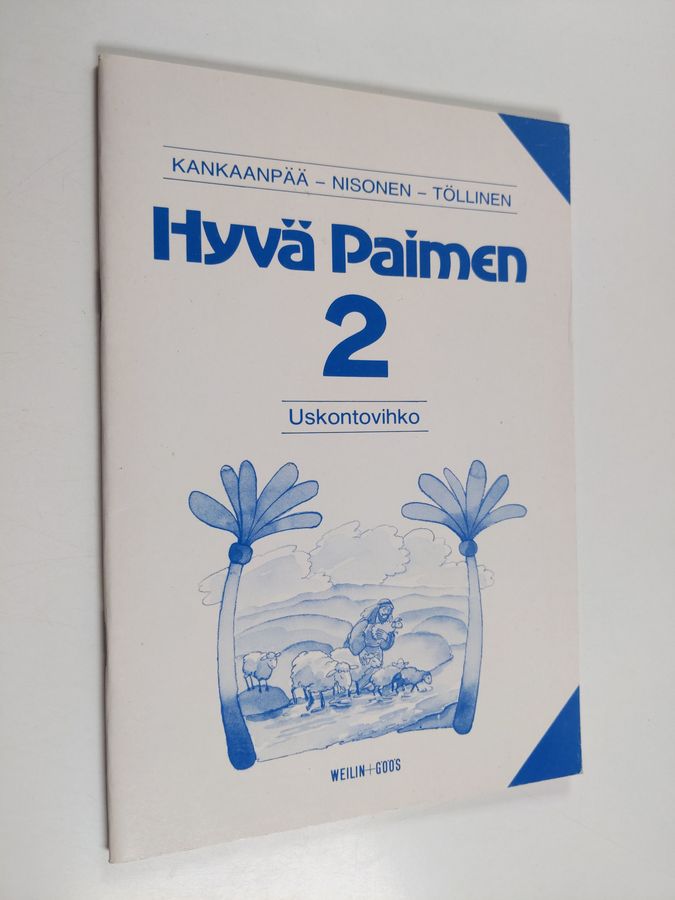 KANKAANPÄÄ – NISONEN – TÖLLINEN
Hyvä Paimen
2
Uskontovihko
WEILIN+GÖÖS